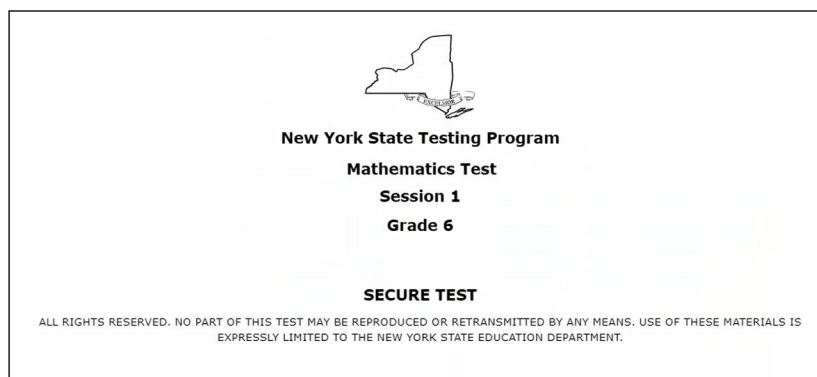 EXCELSIOR
New York State Testing Program
Mathematics Test
Session 1
Grade 6
SECURE TEST
ALL RIGHTS RESERVED. NO PART OF THIS TEST MAY BE REPRODUCED OR RETRANSMITTED BY ANY MEANS. USE OF THESE MATERIALS IS
EXPRESSLY LIMITED TO THE NEW YORK STATE EDUCATION DEPARTMENT.